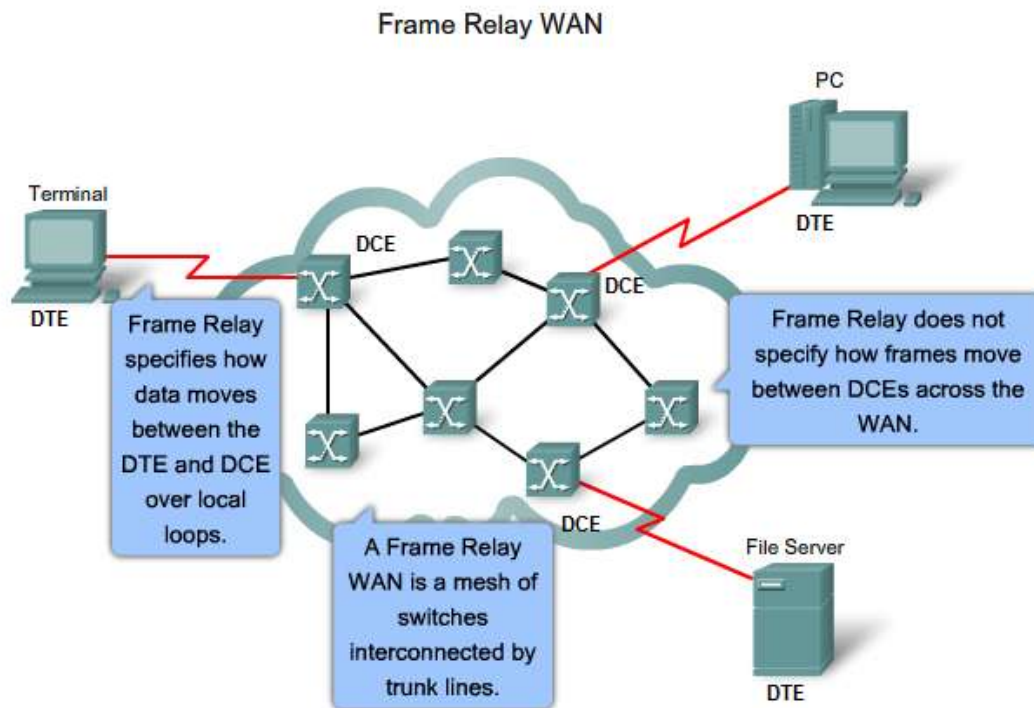 Frame Relay WAN
PC
DTE
Terminal
DTE
DCE
DCE
Frame Relay
specifies how
data moves
between the
DTE and DCE
over local
loops.
Frame Relay does not
specify how frames move
between DCEs across the
WAN.
DCE
A Frame Relay
WAN is a mesh of
switches
interconnected by
trunk lines.
File Server
DTE